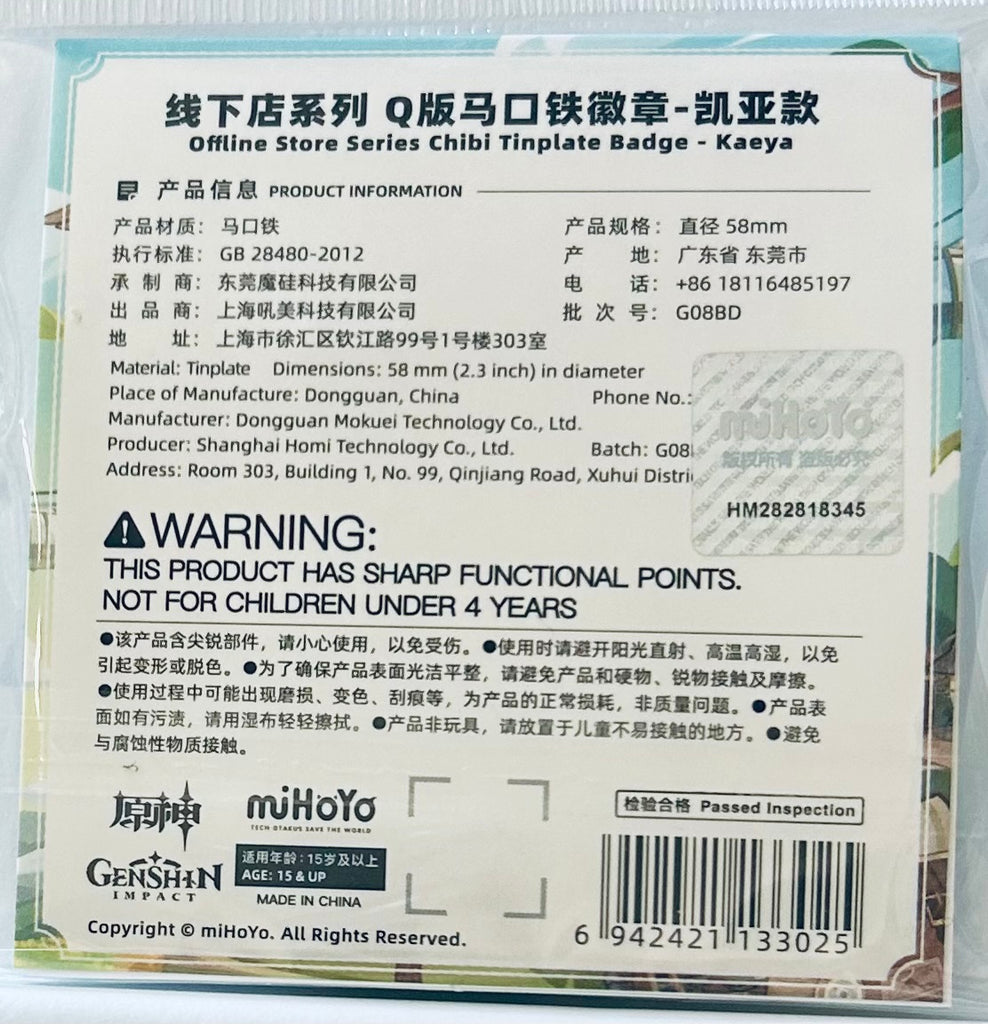 线下店系列 Q版马口铁徽章-凯亚款
Offline Store Series Chibi Tinplate Badge - Kaeya
产品信息 PRODUCT INFORMATION
产品材质： 马口铁 产品规格： 直径 58mm
执行标准： GB 28480-2012 产 地： 广东省 东莞市
承 制 商： 东莞魔硅科技有限公司 电 话： +86 18116485197
出 品 商： 上海吼美科技有限公司 批 次 号： G08BD
地 址： 上海市徐汇区钦江路99号1号楼303室
Material: Tinplate Dimensions: 58 mm (2.3 inch) in diameter
Place of Manufacture: Dongguan, China Phone No.:
Manufacturer: Dongguan Mokuei Technology Co., Ltd.
Producer: Shanghai Homi Technology Co., Ltd. Batch: G08
Address: Room 303, Building 1, No. 99, Qinjiang Road, Xuhui Distri
miHoYo
版权所有 盗版必究
HM282818345
WARNING:
THIS PRODUCT HAS SHARP FUNCTIONAL POINTS.
NOT FOR CHILDREN UNDER 4 YEARS
●该产品含尖锐部件，请小心使用，以免受伤。●使用时请避开阳光直射、高温高湿，以免
引起变形或脱色。●为了确保产品表面光洁平整，请避免产品和硬物、锐物接触及摩擦。
●使用过程中可能出现磨损、变色、刮痕等，为产品的正常损耗，非质量问题。●产品表
面如有污渍，请用湿布轻轻擦拭。●产品非玩具，请放置于儿童不易接触的地方。●避免
与腐蚀性物质接触。
原神
miHoYo
TECH OTAKUS SAVE THE WORLD
检验合格 Passed Inspection
GENSHIN
IMPACT
适用年龄：15岁及以上
AGE: 15 & UP
MADE IN CHINA
Copyright © miHoYo. All Rights Reserved.
6 942421 133025